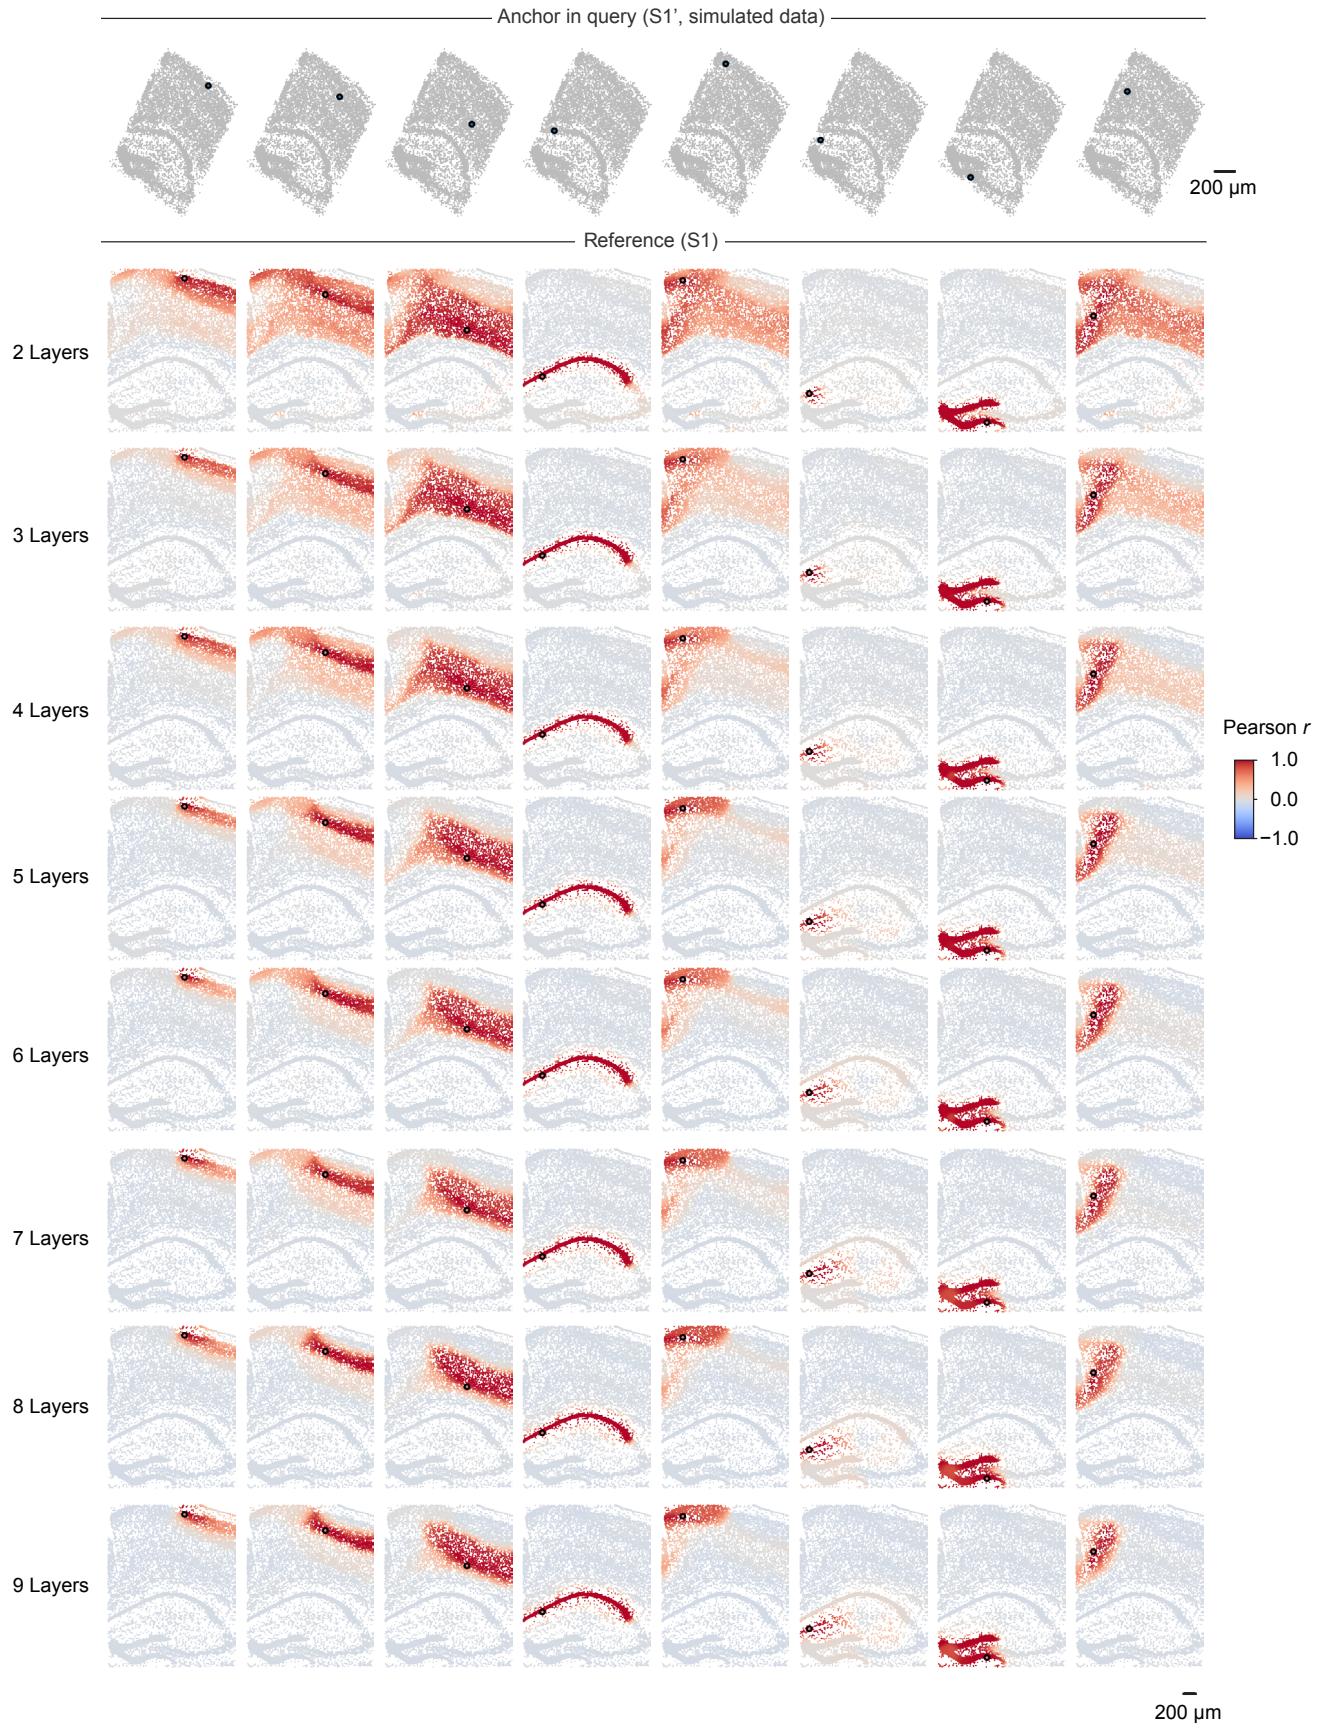 Anchor in query (S1’, simulated data)
200 µm
Reference (S1)
2 Layers
3 Layers
4 Layers
Pearson r
1.0
0.0
−1.0
5 Layers
6 Layers
7 Layers
8 Layers
9 Layers
200 µm